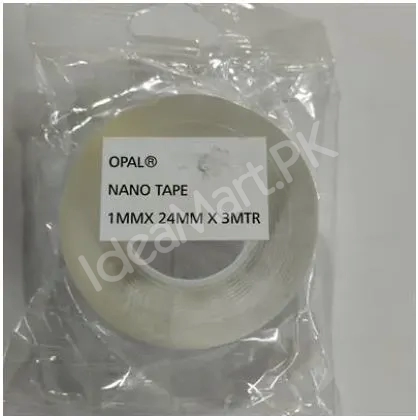 OPAL®
NANO TAPE
1MMX 24MM X 3MTR
IdeaMart.PK